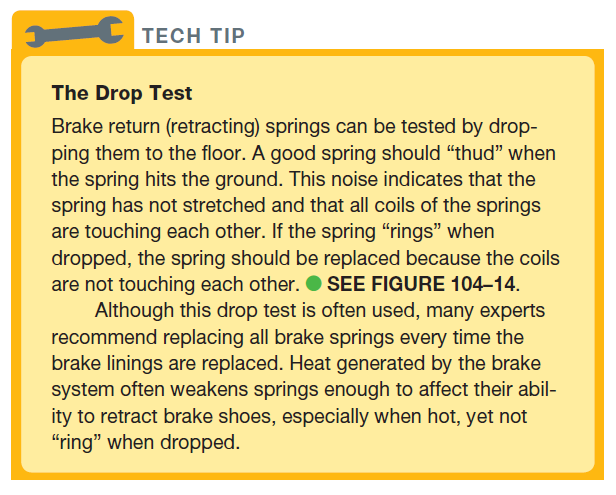 TECH TIP
The Drop Test
Brake return (retracting) springs can be tested by drop-
ping them to the floor. A good spring should “thud” when
the spring hits the ground. This noise indicates that the
spring has not stretched and that all coils of the springs
are touching each other. If the spring “rings” when
dropped, the spring should be replaced because the coils
are not touching each other. ● SEE FIGURE 104–14.
Although this drop test is often used, many experts
recommend replacing all brake springs every time the
brake linings are replaced. Heat generated by the brake
system often weakens springs enough to affect their abil-
ity to retract brake shoes, especially when hot, yet not
“ring” when dropped.